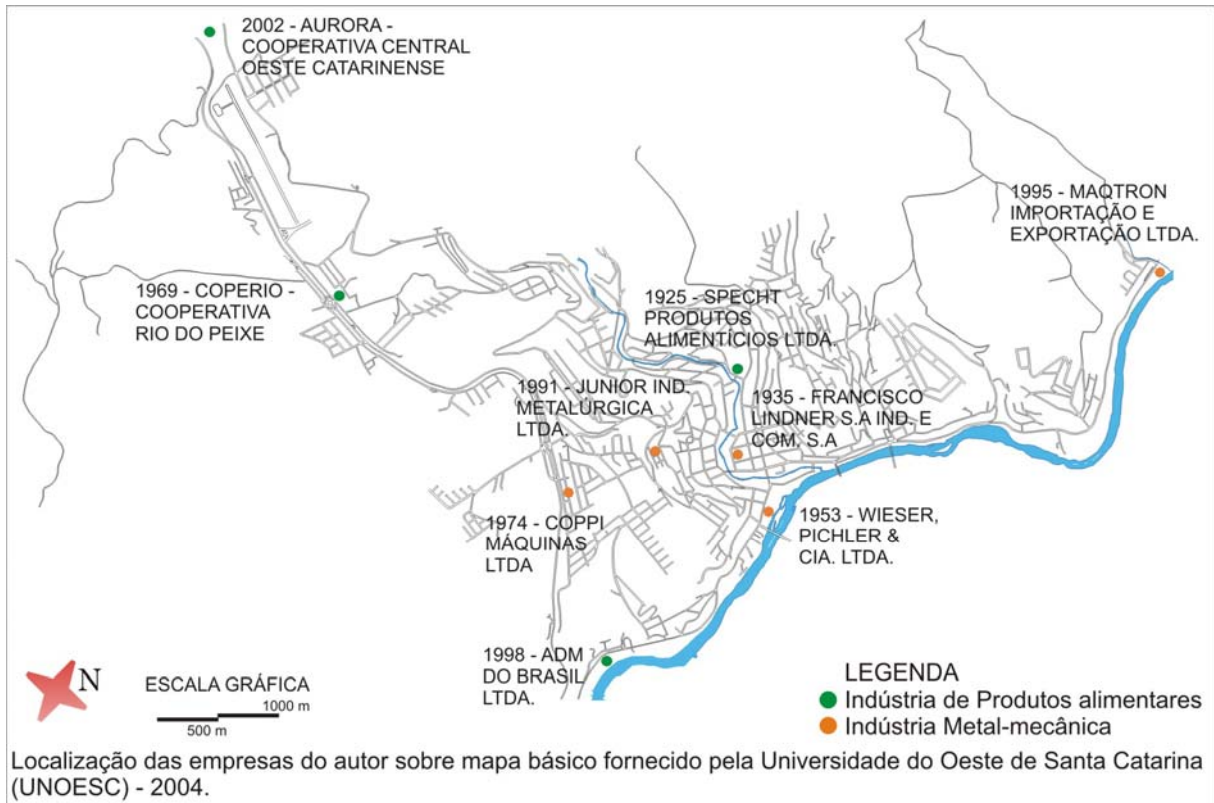 2002 - AURORA -
COOPERATIVA CENTRAL
OESTE CATARINENSE
1995 - MAQTRON
IMPORTAÇÃO E
EXPORTAÇÃO LTDA.
1969 - COPERIO -
COOPERATIVA
RIO DO PEIXE
1925 - SPECHT
PRODUTOS
ALIMENTÍCIOS LTDA.
1991 - JUNIOR IND.
METALÚRGICA
LTDA.
1935 - FRANCISCO
LINDNER S.A IND. E
COM. S.A
1974 - COPPI
MÁQUINAS
LTDA
1953 - WIESER,
PICHLER &
CIA. LTDA.
1998 - ADM
DO BRASIL
LTDA.
N
ESCALA GRÁFICA
1000 m
500 m
LEGENDA
Indústria de Produtos alimentares
Indústria Metal-mecânica
Localização das empresas do autor sobre mapa básico fornecido pela Universidade do Oeste de Santa Catarina
(UNOESC) - 2004.